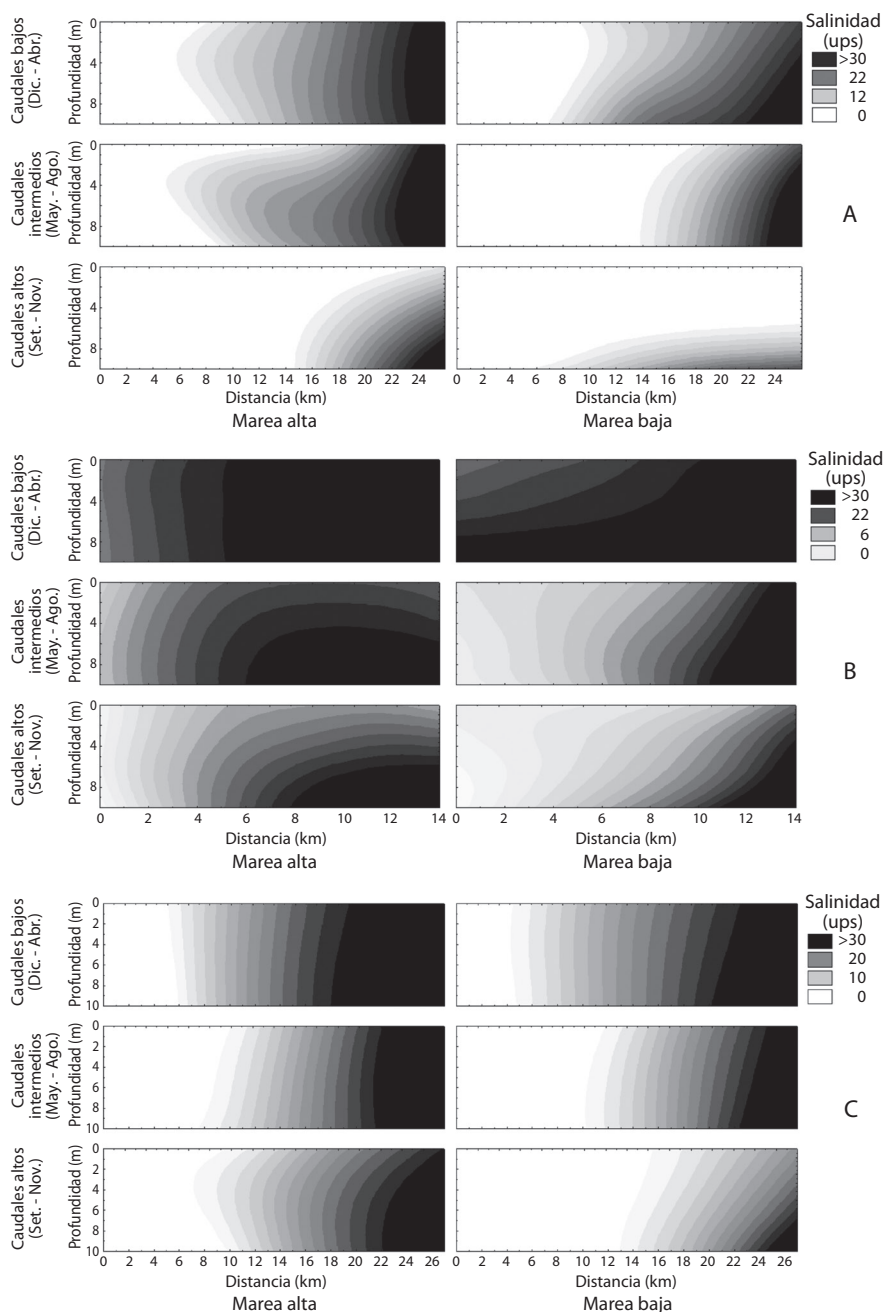 Salinidad
(ups)
>30
22
12
0
Caudales bajos
(Dic. - Abr.)
Profundidad (m)
0
4
8
Caudales
intermedios
(May. - Ago.)
Profundidad (m)
0
4
8
Caudales altos
(Set. - Nov.)
Profundidad (m)
0
4
8
A
0 2 4 6 8 10 12 14 16 18 20 22 24
0 2 4 6 8 10 12 14 16 18 20 22 24
Distancia (km)
Distancia (km)
Marea alta
Marea baja
Salinidad
(ups)
>30
22
6
0
Caudales bajos
(Dic. - Abr.)
Profundidad (m)
0
4
8
Caudales
intermedios
(May. - Ago.)
Profundidad (m)
0
4
8
Caudales altos
(Set. - Nov.)
Profundidad (m)
0
4
8
B
0 2 4 6 8 10 12 14
0 2 4 6 8 10 12 14
Distancia (km)
Distancia (km)
Marea alta
Marea baja
Salinidad
(ups)
>30
20
10
0
Caudales bajos
(Dic. - Abr.)
Profundidad (m)
0
2
4
6
8
10
Caudales
intermedios
(May. - Ago.)
Profundidad (m)
0
2
4
6
8
10
Caudales altos
(Set. - Nov.)
Profundidad (m)
0
2
4
6
8
10
C
0 2 4 6 8 10 12 14 16 18 20 22 24 26
0 2 4 6 8 10 12 14 16 18 20 22 24 26
Distancia (km)
Distancia (km)
Marea alta
Marea baja